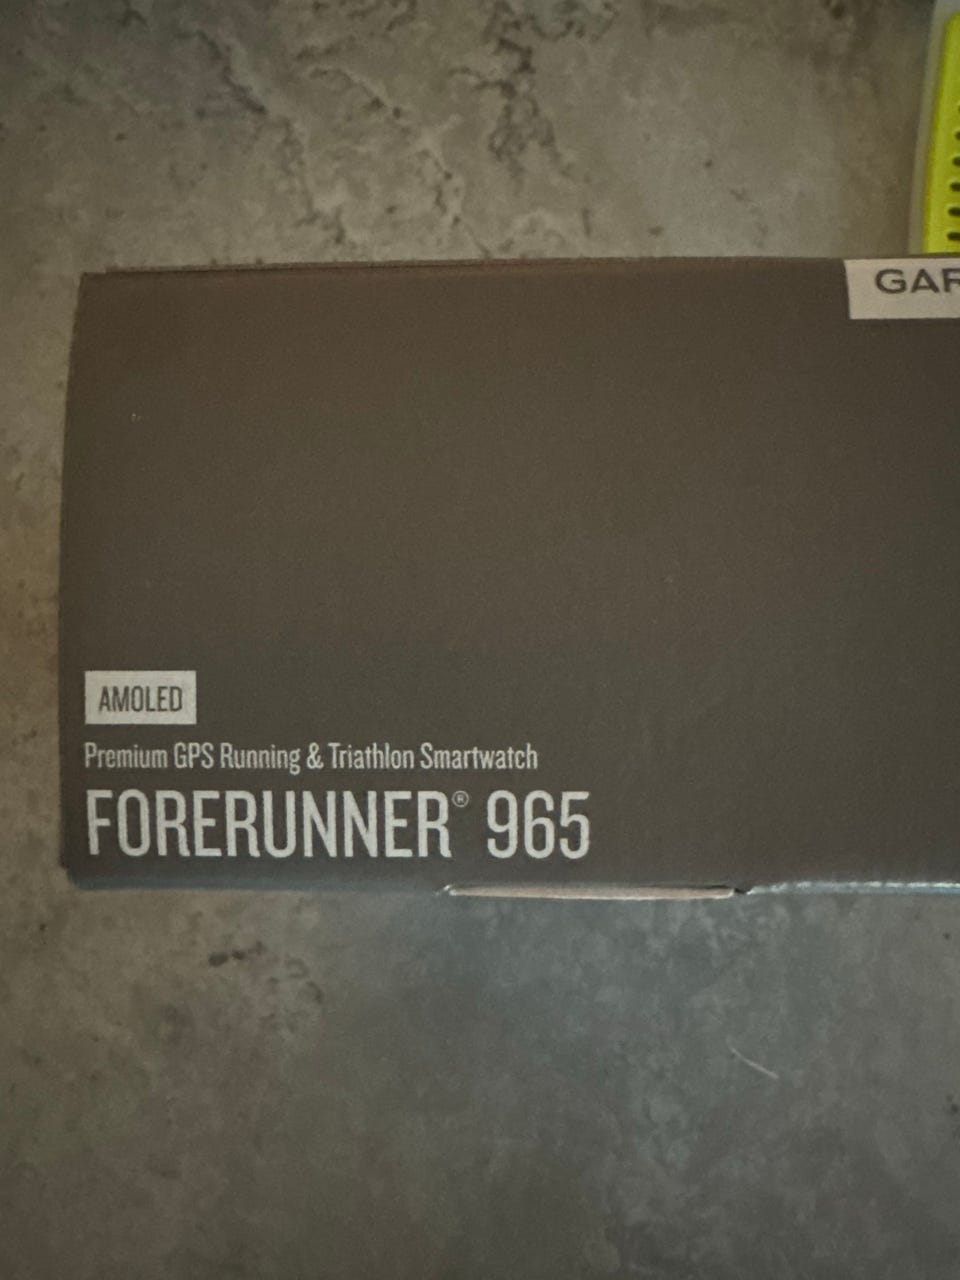 GAR
AMOLED
Premium GPS Running & Triathlon Smartwatch
FORERUNNER® 965